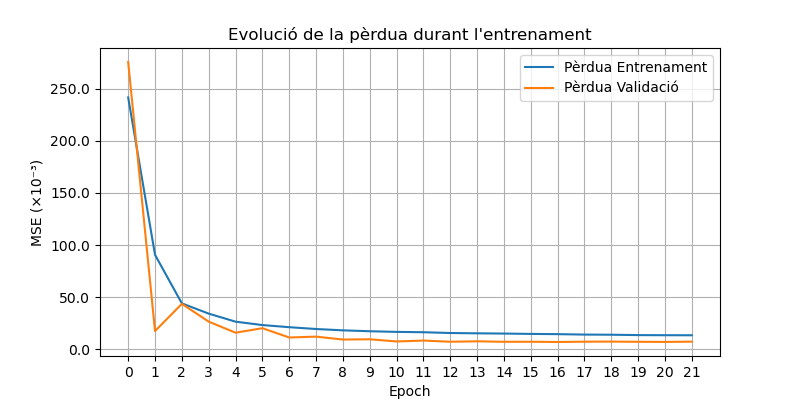 Evolució de la pèrdua durant l'entrenament
Pèrdua Entrenament
Pèrdua Validació
MSE (×10⁻³)
250.0
200.0
150.0
100.0
50.0
0.0
0 1 2 3 4 5 6 7 8 9 10 11 12 13 14 15 16 17 18 19 20 21
Epoch